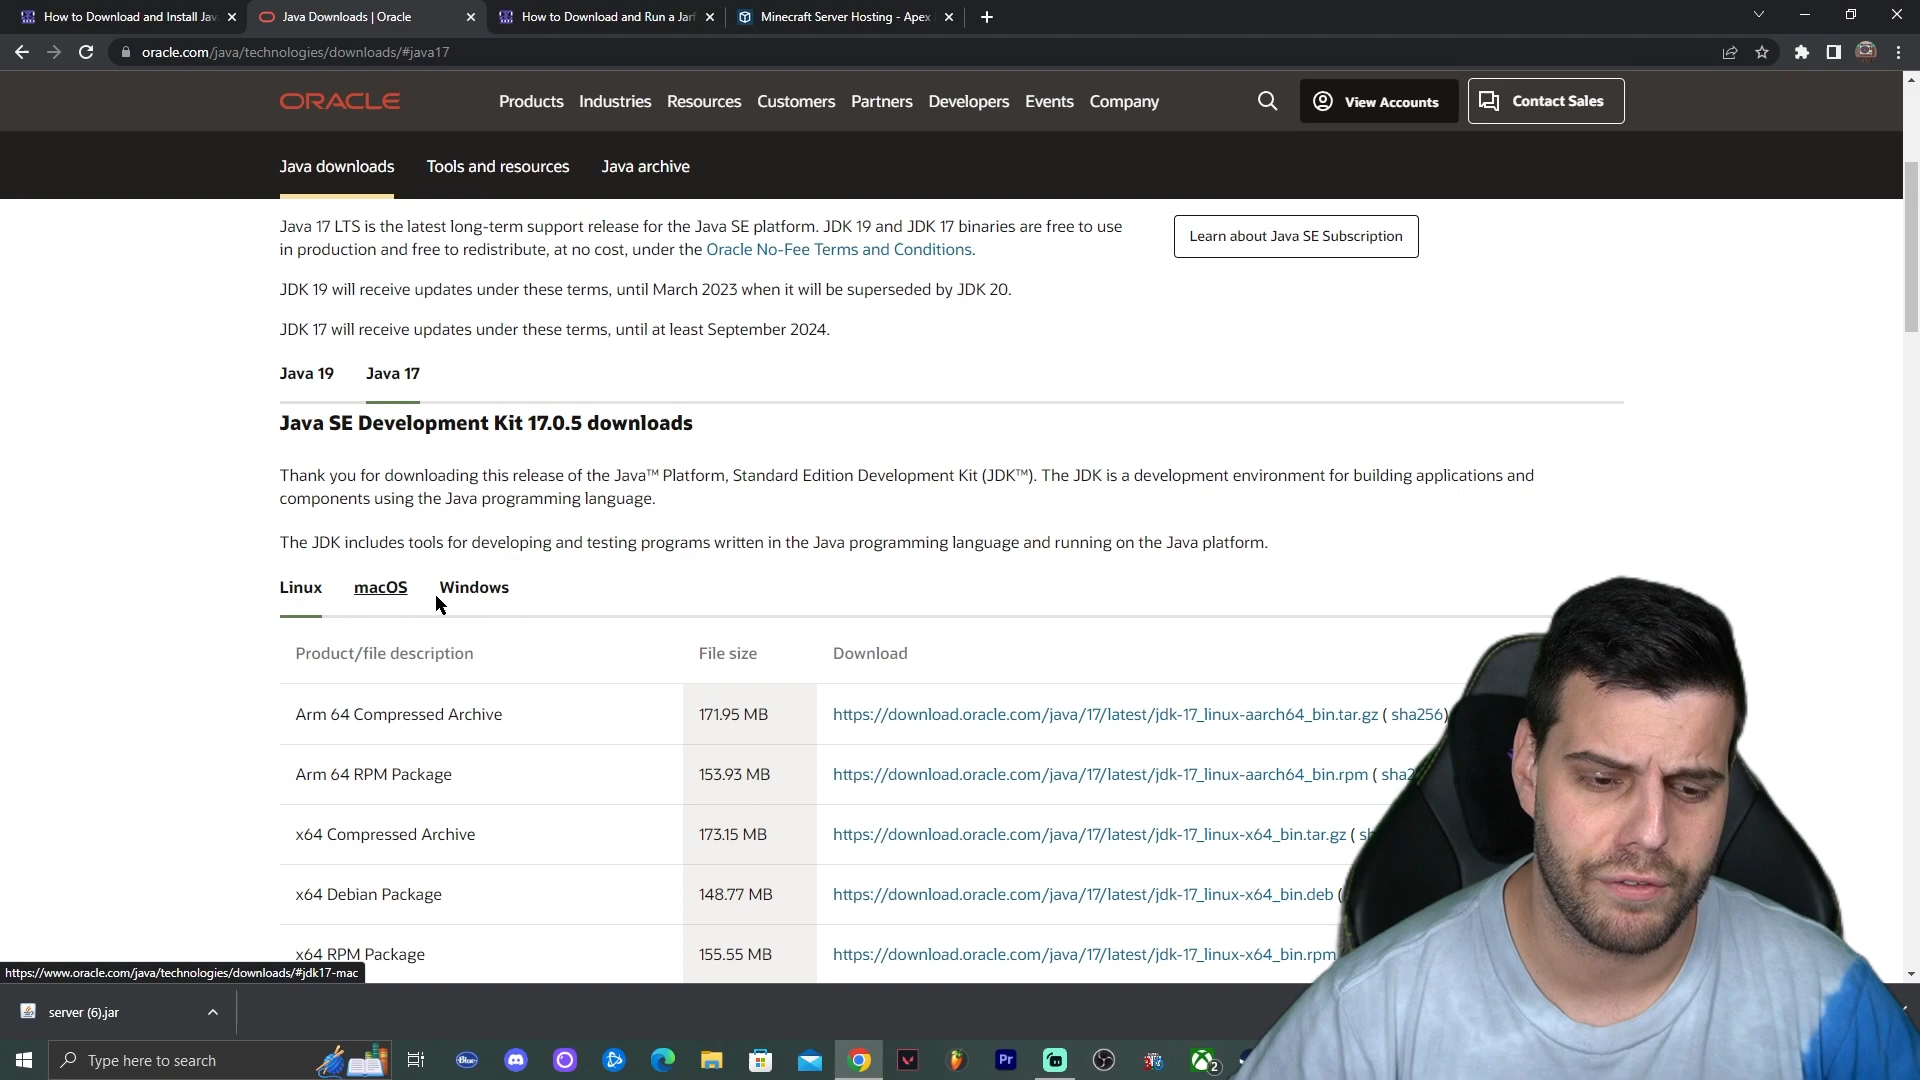 How to Download and Install Jav
Java Downloads | Oracle
How to Download and Run a Jar
Minecraft Server Hosting - Apex
oracle.com/java/technologies/downloads/#java17
ORACLE
Products Industries Resources Customers Partners Developers Events Company
View Accounts
Contact Sales
Java downloads Tools and resources Java archive
Java 17 LTS is the latest long-term support release for the Java SE platform. JDK 19 and JDK 17 binaries are free to use
in production and free to redistribute, at no cost, under the Oracle No-Fee Terms and Conditions.
Learn about Java SE Subscription
JDK 19 will receive updates under these terms, until March 2023 when it will be superseded by JDK 20.
JDK 17 will receive updates under these terms, until at least September 2024.
Java 19 Java 17
Java SE Development Kit 17.0.5 downloads
Thank you for downloading this release of the Java™ Platform, Standard Edition Development Kit (JDK™). The JDK is a development environment for building applications and
components using the Java programming language.
The JDK includes tools for developing and testing programs written in the Java programming language and running on the Java platform.
Linux macOS Windows
Product/file description File size Download
Arm 64 Compressed Archive 171.95 MB https://download.oracle.com/java/17/latest/jdk-17_linux-aarch64_bin.tar.gz ( sha256)
Arm 64 RPM Package 153.93 MB https://download.oracle.com/java/17/latest/jdk-17_linux-aarch64_bin.rpm ( sha2
x64 Compressed Archive 173.15 MB https://download.oracle.com/java/17/latest/jdk-17_linux-x64_bin.tar.gz ( sh
x64 Debian Package 148.77 MB https://download.oracle.com/java/17/latest/jdk-17_linux-x64_bin.deb (
x64 RPM Package 155.55 MB https://download.oracle.com/java/17/latest/jdk-17_linux-x64_bin.rpm
https://www.oracle.com/java/technologies/downloads/#jdk17-mac
server (6).jar
Type here to search
Blue
Pr
2